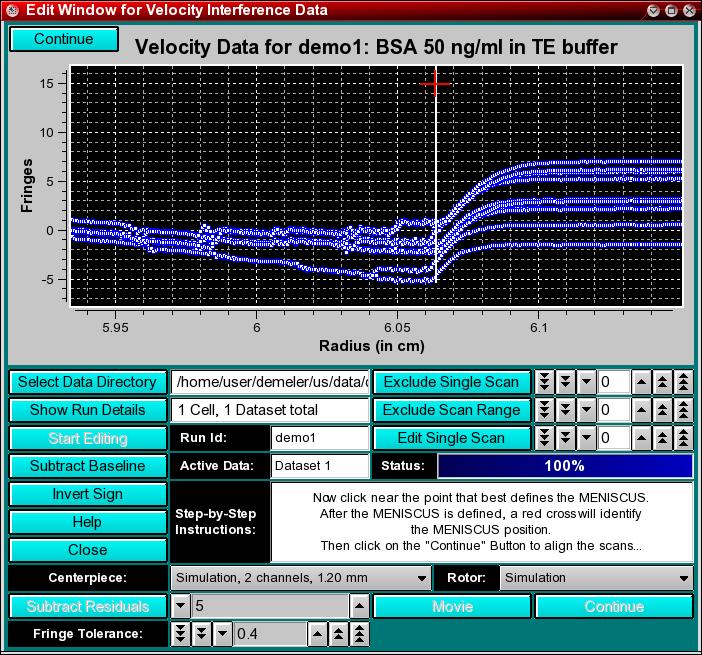 Edit Window for Velocity Interference Data
Continue
Velocity Data for demo1: BSA 50 ng/ml in TE buffer
Fringes
15
10
5
0
-5
5.95
6
6.05
6.1
Radius (in cm)
Select Data Directory
/home/user/demeler/us/data/
Exclude Single Scan
0
Show Run Details
1 Cell, 1 Dataset total
Exclude Scan Range
0
Start Editing
Run Id:
demo1
Edit Single Scan
0
Subtract Baseline
Active Data:
Dataset 1
Status:
100%
Invert Sign
Help
Close
Step-by-Step
Instructions:
Now click near the point that best defines the MENISCUS.
After the MENISCUS is defined, a red cross will identify
the MENISCUS position.
Then click on the "Continue" Button to align the scans...
Centerpiece:
Simulation, 2 channels, 1.20 mm
Rotor:
Simulation
Subtract Residuals
5
Movie
Continue
Fringe Tolerance:
0.4